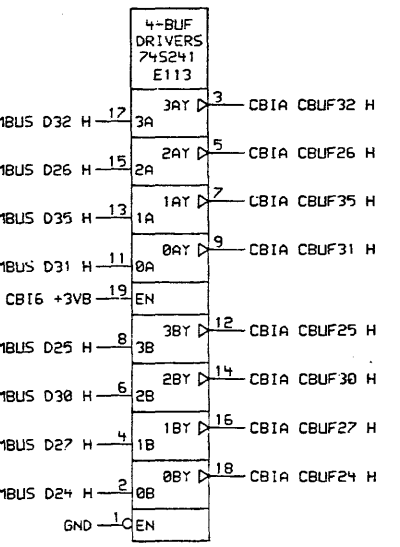 4-BUF
DRIVERS
74S241
E113
3AY 3 CBIA CBUF32 H
MBUS D32 H 17 3A
2AY 5 CBIA CBUF26 H
MBUS D26 H 15 2A
1AY 7 CBIA CBUF35 H
MBUS D35 H 13 1A
0AY 9 CBIA CBUF31 H
MBUS D31 H 11 0A
CBI6 +3VB 19 EN
3BY 12 CBIA CBUF25 H
MBUS D25 H 8 3B
2BY 14 CBIA CBUF30 H
MBUS D30 H 6 2B
1BY 16 CBIA CBUF27 H
MBUS D27 H 4 1B
0BY 18 CBIA CBUF24 H
MBUS D24 H 2 0B
GND 1 EN